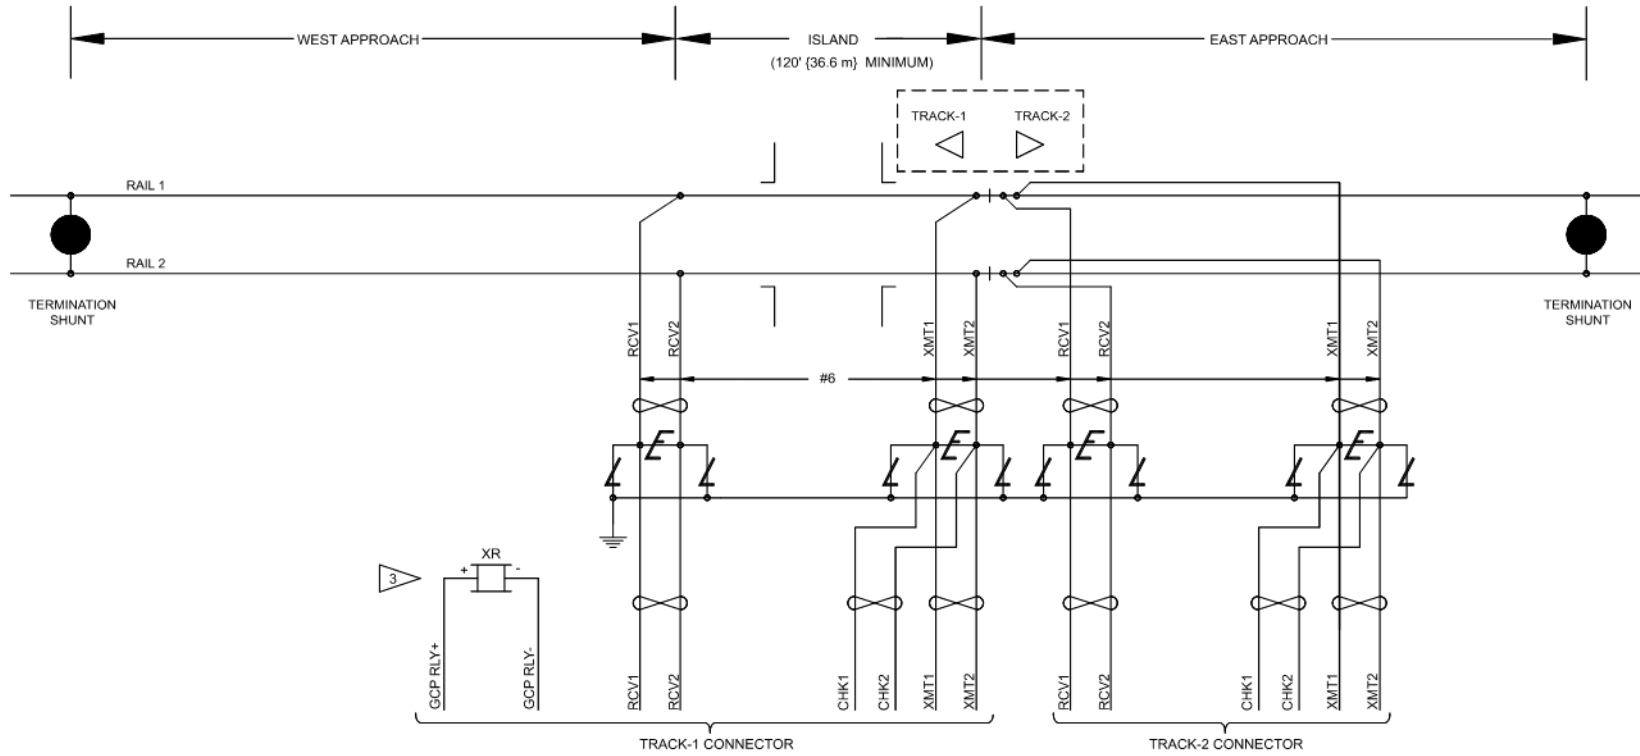 WEST APPROACH
ISLAND
EAST APPROACH
(120' {36.6 m} MINIMUM)
TRACK-1
TRACK-2
RAIL 1
RAIL 2
TERMINATION
SHUNT
TERMINATION
SHUNT
RCV1
RCV2
XMT1
XMT2
RCV1
RCV2
XMT1
XMT2
#6
XR
3
+
-
GCP RLY+
GCP RLY-
RCV1
RCV2
CHK1
CHK2
XMT1
XMT2
RCV1
RCV2
CHK1
CHK2
XMT1
XMT2
TRACK-1 CONNECTOR
TRACK-2 CONNECTOR